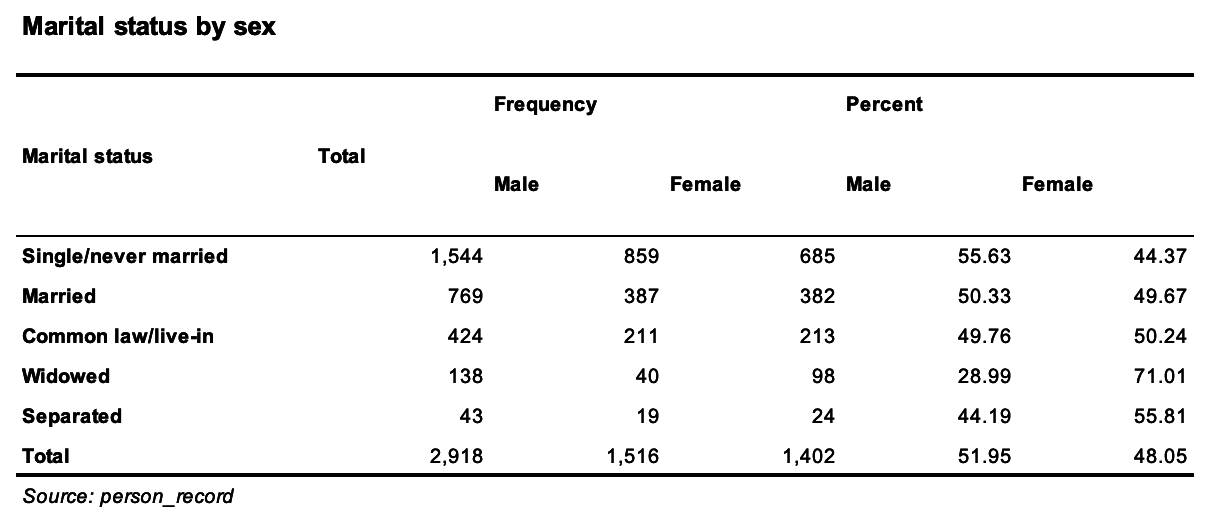 Marital status by sex
Frequency Percent
Marital status Total
Male Female Male Female
Single/never married 1,544 859 685 55.63 44.37
Married 769 387 382 50.33 49.67
Common law/live-in 424 211 213 49.76 50.24
Widowed 138 40 98 28.99 71.01
Separated 43 19 24 44.19 55.81
Total 2,918 1,516 1,402 51.95 48.05
Source: person_record